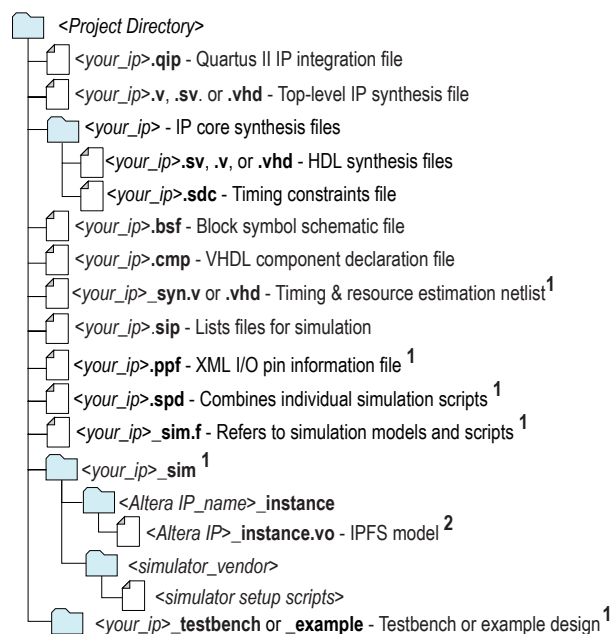 <Project Directory>
<your_ip>.qip - Quartus II IP integration file
<your_ip>.v, .sv. or .vhd - Top-level IP synthesis file
<your_ip> - IP core synthesis files
<your_ip>.sv, .v, or .vhd - HDL synthesis files
<your_ip>.sdc - Timing constraints file
<your_ip>.bsf - Block symbol schematic file
<your_ip>.cmp - VHDL component declaration file
<your_ip>_syn.v or .vhd - Timing & resource estimation netlist 1
<your_ip>.sip - Lists files for simulation
<your_ip>.ppf - XML I/O pin information file 1
<your_ip>.spd - Combines individual simulation scripts 1
<your_ip>_sim.f - Refers to simulation models and scripts 1
<your_ip>_sim 1
<Altera IP_name>_instance
<Altera IP>_instance.vo - IPFS model 2
<simulator_vendor>
<simulator setup scripts>
<your_ip>_testbench or _example - Testbench or example design 1